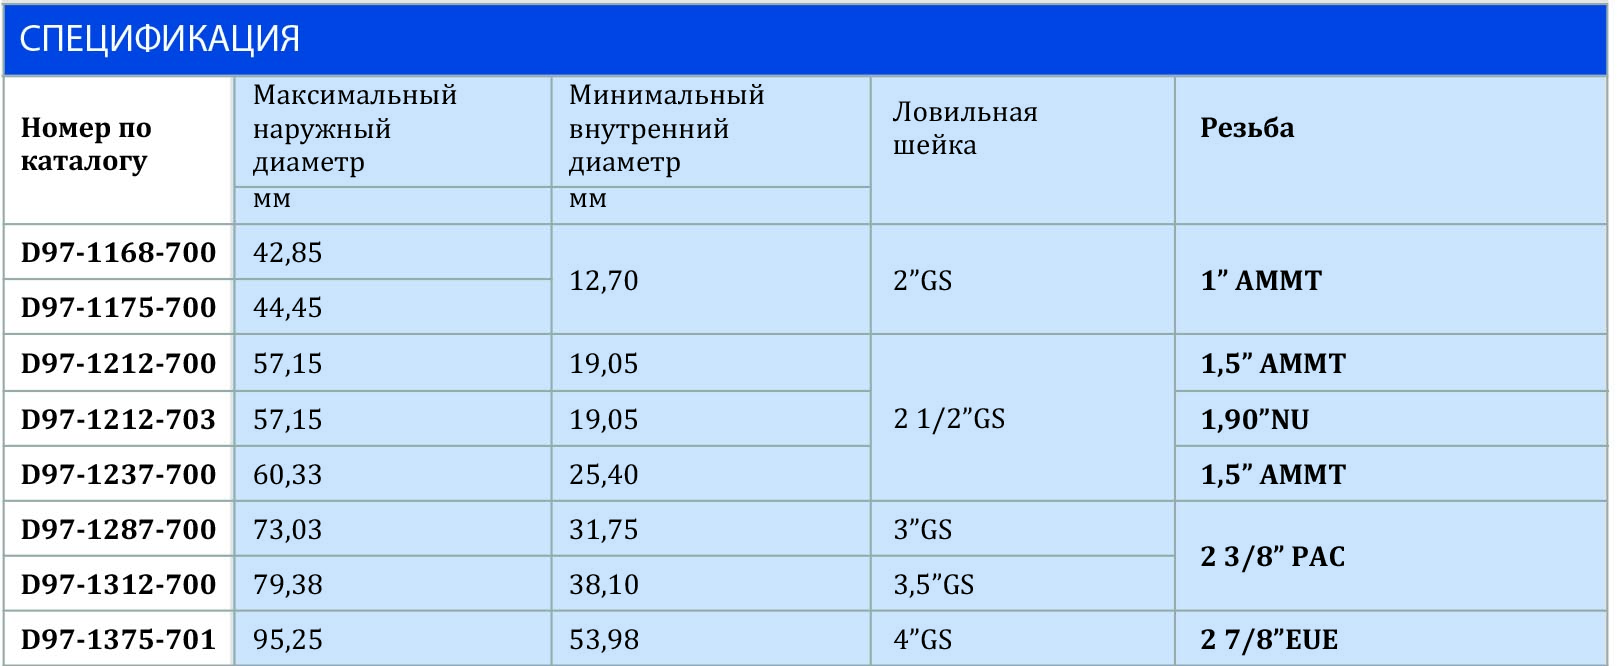 СПЕЦИФИКАЦИЯ
Номер по
каталогу
Максимальный
наружный
диаметр
мм
Минимальный
внутренний
диаметр
мм
Ловильная
шейка
Резьба
D97-1168-700 42,85 12,70 2”GS 1” AMMT
D97-1175-700 44,45
D97-1212-700 57,15 19,05 2 1/2”GS 1,5” AMMT
D97-1212-703 57,15 19,05 1,90”NU
D97-1237-700 60,33 25,40 1,5” AMMT
D97-1287-700 73,03 31,75 3”GS 2 3/8” PAC
D97-1312-700 79,38 38,10 3,5”GS
D97-1375-701 95,25 53,98 4”GS 2 7/8”EUE